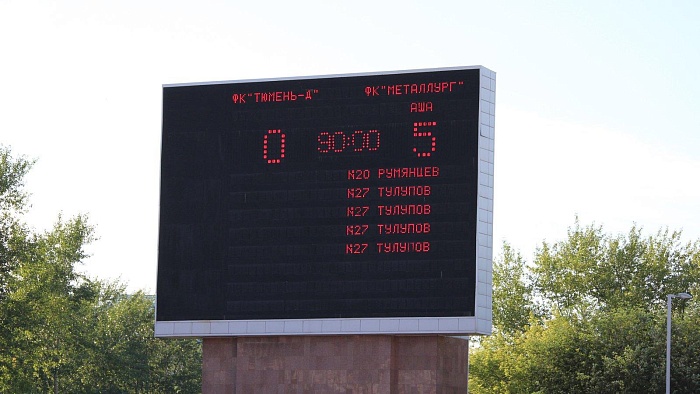 ФК"ТЮМЕНЬ-Д" ФК"МЕТАЛЛУРГ"
АША
0 90:00 5
N20 РУМЯНЦЕВ
N27 ТУЛУПОВ
N27 ТУЛУПОВ
N27 ТУЛУПОВ
N27 ТУЛУПОВ